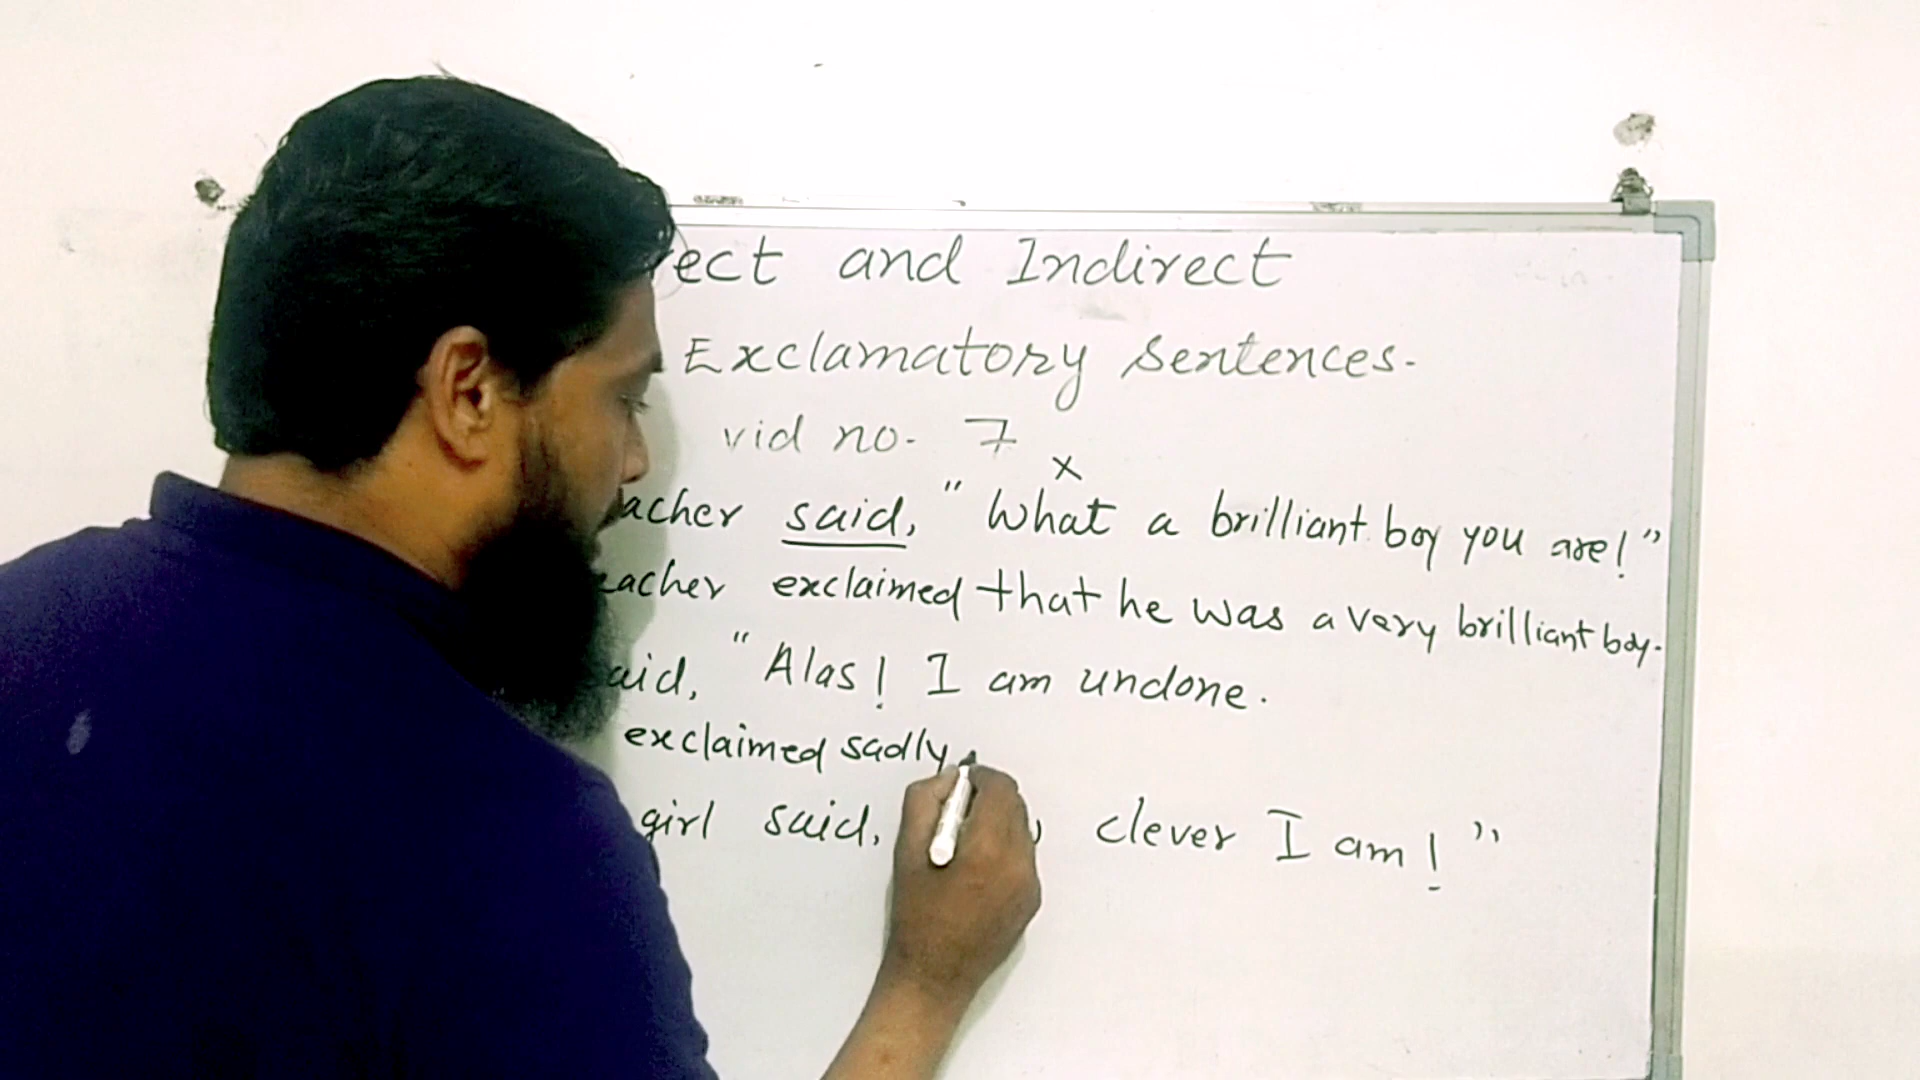 ect and Indirect
Exclamatory Sentences.
vid no. 7
x
acher said, " What a brilliant boy you are! "
eacher exclaimed that he was a very brilliant boy.
aid, " Alas! I am undone.
exclaimed sadly
girl said, clever I am! "